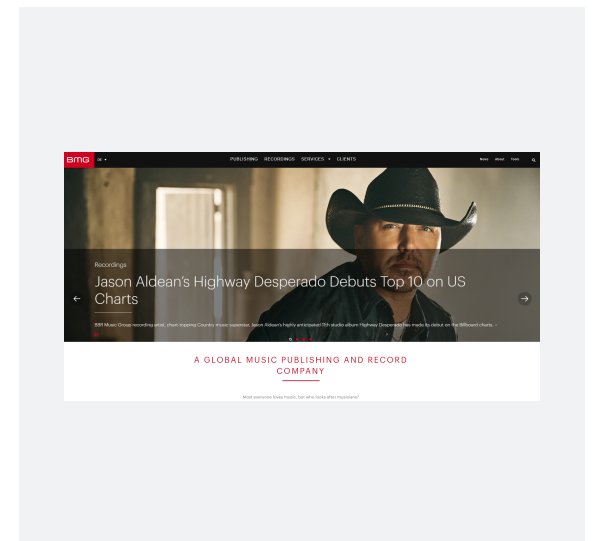 BMG
PUBLISHING RECORDINGS SERVICES CLIENTS
News About Tools
Recordings
Jason Aldean's Highway Desperado Debuts Top 10 on US
Charts
BBR Music Group recording artist, chart-topping Country music superstar, Jason Aldean's highly anticipated 11th studio album Highway Desperado has made its debut on the Billboard charts.
A GLOBAL MUSIC PUBLISHING AND RECORD
COMPANY
Most everyone loves music, but who looks after musicians?